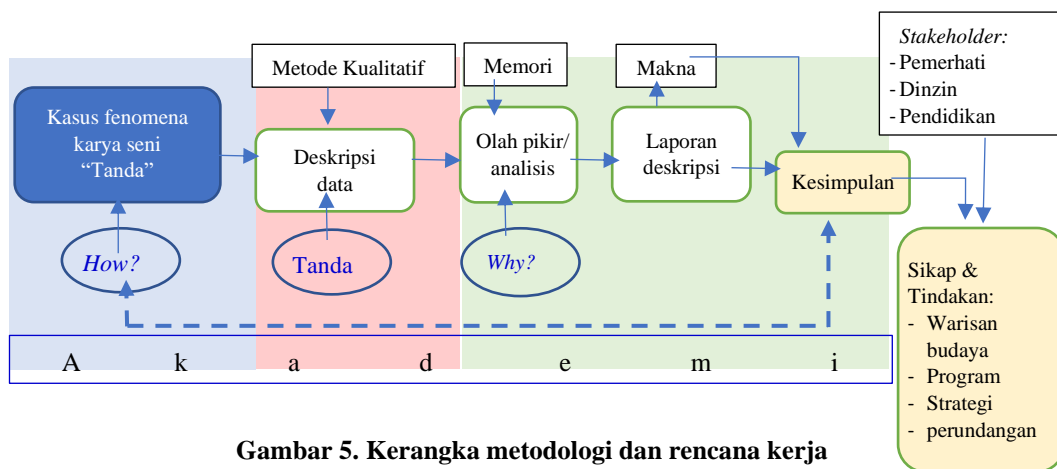 Stakeholder:
- Pemerhati
- Dinzin
- Pendidikan
Metode Kualitatif
Memori
Makna
Kasus fenomena
karya seni
“Tanda”
Deskripsi
data
Olah pikir/
analisis
Laporan
deskripsi
Kesimpulan
How?
Tanda
Why?
Sikap &
Tindakan:
- Warisan
budaya
- Program
- Strategi
- perundangan
A k a d e m i
Gambar 5. Kerangka metodologi dan rencana kerja